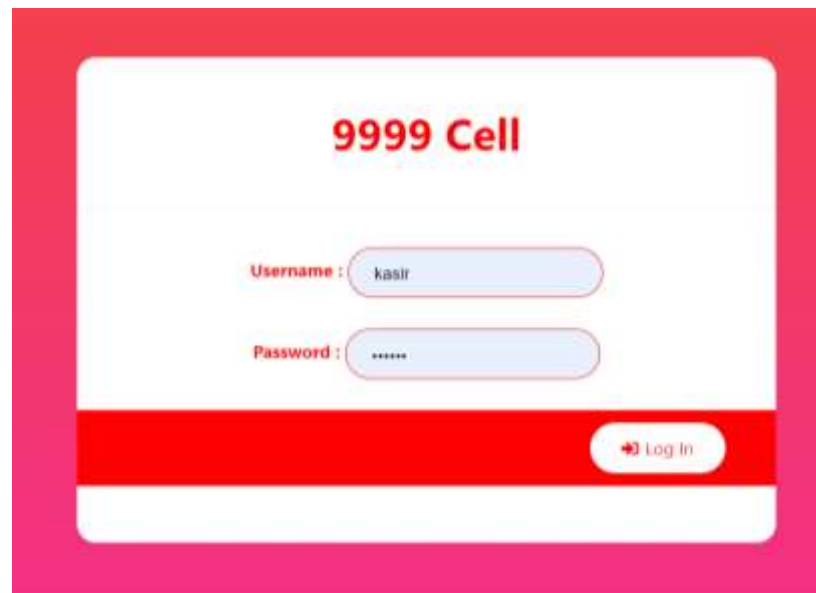 9999 Cell
Username : kasir
Password : ••••••
Log In